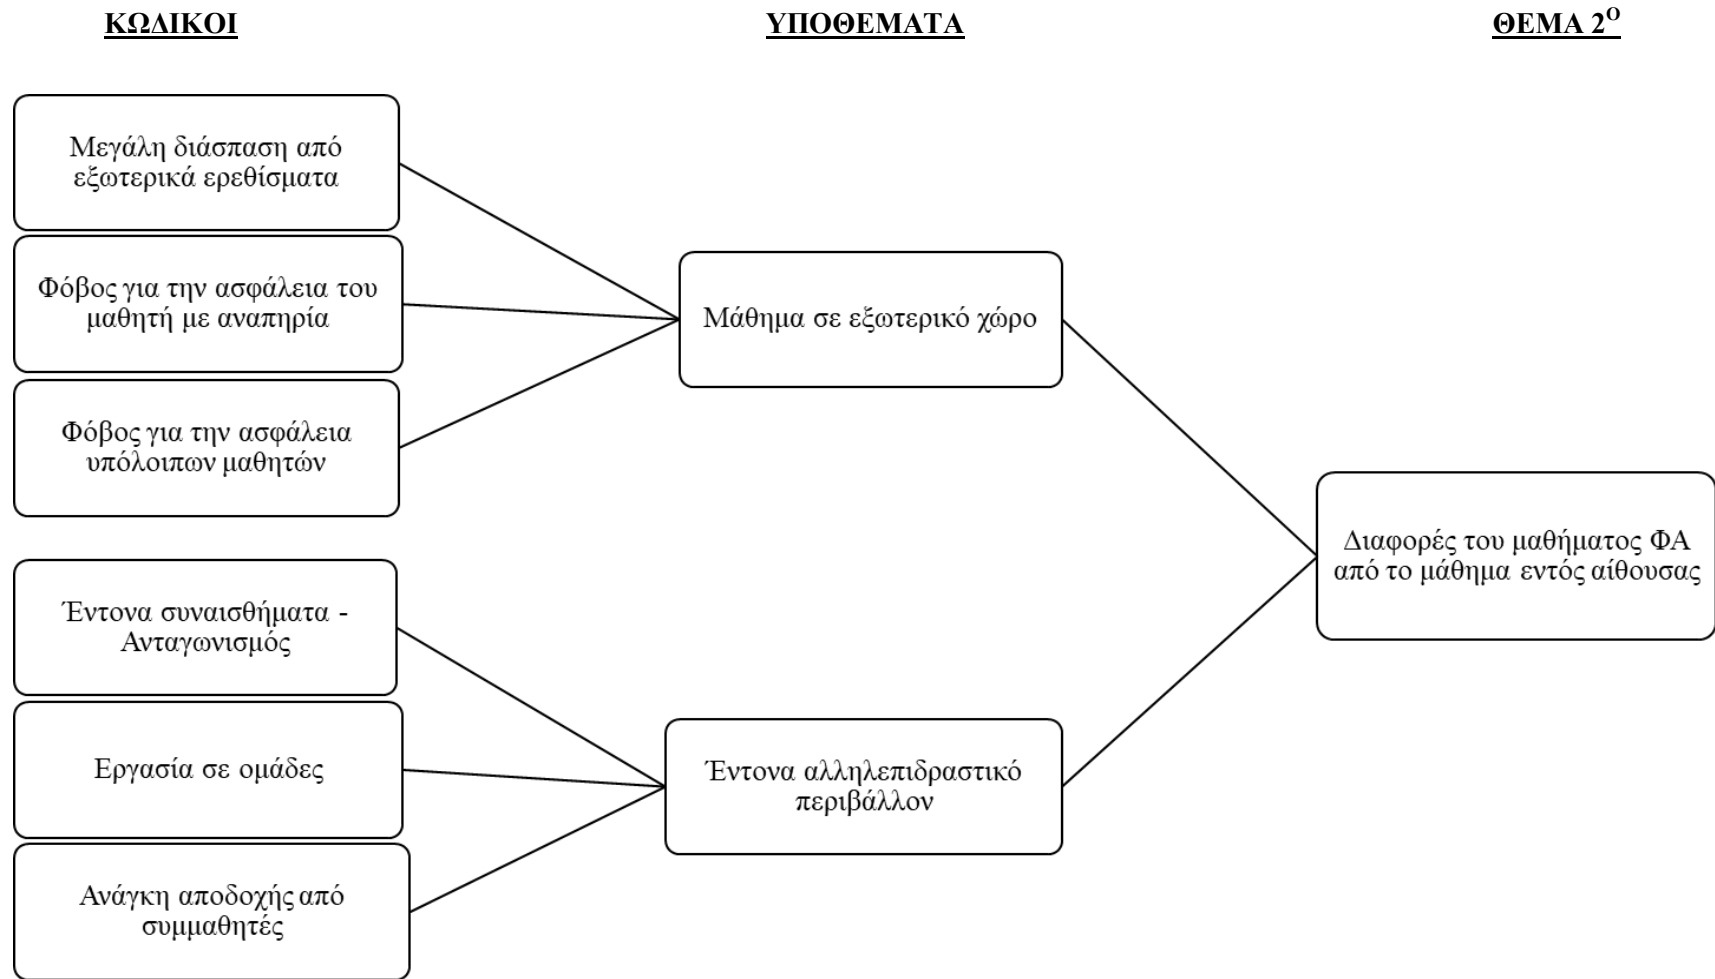 ΚΩΔΙΚΟΙ
ΥΠΟΘΕΜΑΤΑ
ΘΕΜΑ 2Ο
Μεγάλη διάσπαση από
εξωτερικά ερεθίσματα
Φόβος για την ασφάλεια του
μαθητή με αναπηρία
Φόβος για την ασφάλεια
υπόλοιπων μαθητών
Μάθημα σε εξωτερικό χώρο
Έντονα συναισθήματα -
Ανταγωνισμός
Εργασία σε ομάδες
Ανάγκη αποδοχής από
συμμαθητές
Έντονα αλληλεπιδραστικό
περιβάλλον
Διαφορές του μαθήματος ΦΑ
από το μάθημα εντός αίθουσας